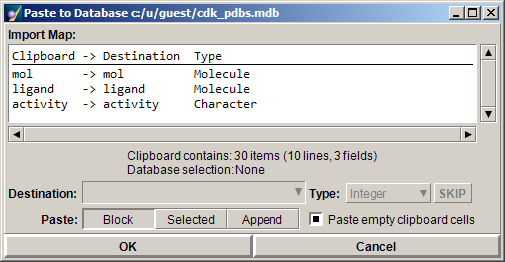 Paste to Database c:/u/guest/cdk_pdbs.mdb
Import Map:
Clipboard -> Destination Type
mol -> mol Molecule
ligand -> ligand Molecule
activity -> activity Character
Clipboard contains: 30 items (10 lines, 3 fields)
Database selection: None
Destination: Type: Integer SKIP
Paste: Block Selected Append Paste empty clipboard cells
OK Cancel